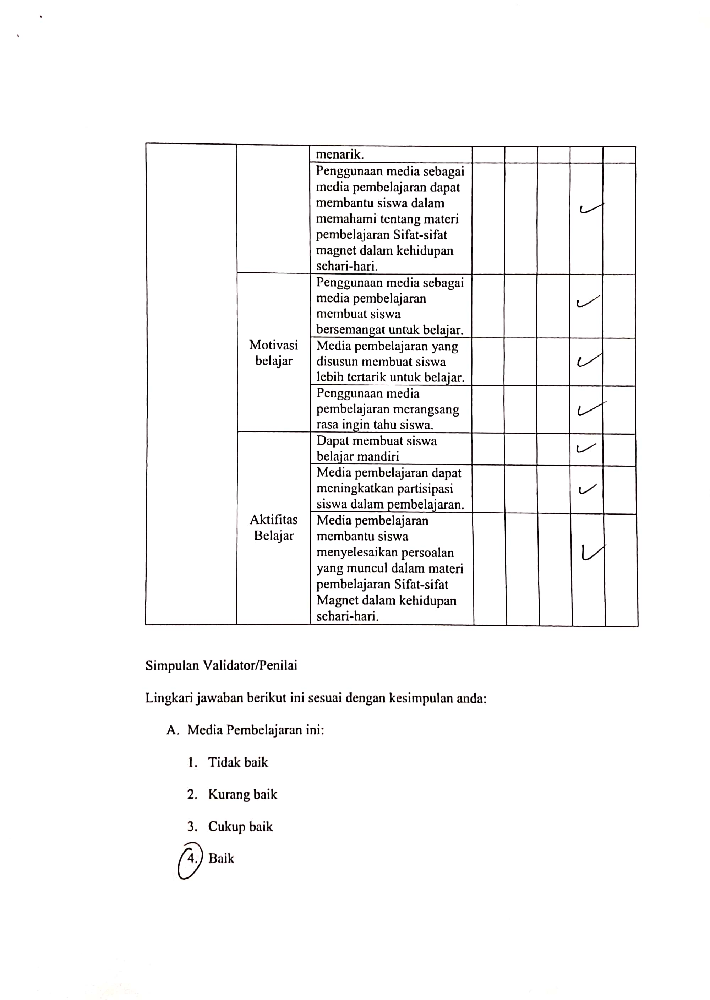 menarik.
Penggunaan media sebagai
media pembelajaran dapat
membantu siswa dalam
memahami tentang materi
pembelajaran Sifat-sifat
magnet dalam kehidupan
sehari-hari.
✓
Motivasi
belajar
Penggunaan media sebagai
media pembelajaran
membuat siswa
bersemangat untuk belajar.
✓
Media pembelajaran yang
disusun membuat siswa
lebih tertarik untuk belajar.
✓
Penggunaan media
pembelajaran merangsang
rasa ingin tahu siswa.
✓
Aktifitas
Belajar
Dapat membuat siswa
belajar mandiri
✓
Media pembelajaran dapat
meningkatkan partisipasi
siswa dalam pembelajaran.
✓
Media pembelajaran
membantu siswa
menyelesaikan persoalan
yang muncul dalam materi
pembelajaran Sifat-sifat
Magnet dalam kehidupan
sehari-hari.
✓
Simpulan Validator/Penilai
Lingkari jawaban berikut ini sesuai dengan kesimpulan anda:
A. Media Pembelajaran ini:
1. Tidak baik
2. Kurang baik
3. Cukup baik
4. Baik